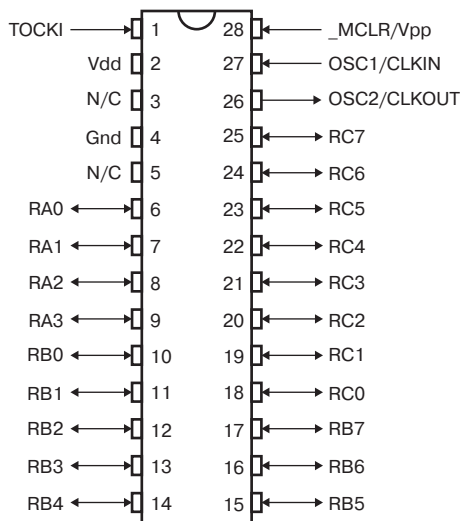 TOCKI 1 28 _MCLR/Vpp
Vdd 2 27 OSC1/CLKIN
N/C 3 26 OSC2/CLKOUT
Gnd 4 25 RC7
N/C 5 24 RC6
RA0 6 23 RC5
RA1 7 22 RC4
RA2 8 21 RC3
RA3 9 20 RC2
RB0 10 19 RC1
RB1 11 18 RC0
RB2 12 17 RB7
RB3 13 16 RB6
RB4 14 15 RB5